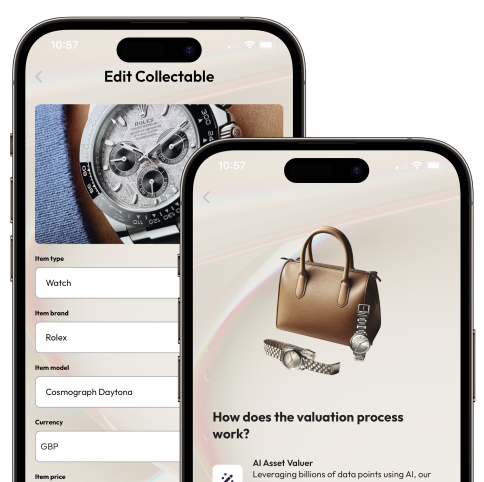 10:57
Edit Collectable
ROLEX
Item type
Watch
Item brand
Rolex
Item model
Cosmograph Daytona
Currency
GBP
Item price
10:57
How does the valuation process
work?
AI Asset Valuer
Leveraging billions of data points using AI, our